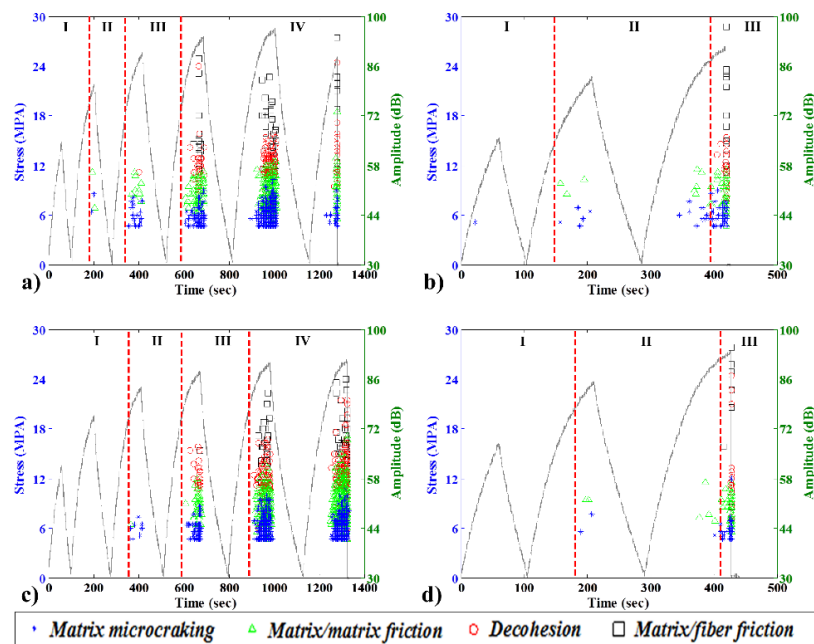 30 I II III IV 100
24 86
18 72
12 58
6 44
0 30
Stress (MPA)
Amplitude (dB)
0 200 400 600 800 1000 1200 1400
a) Time (sec)
30 I II III 100
24 86
18 72
12 58
6 44
0 30
Stress (MPA)
Amplitude (dB)
0 100 200 300 400 500
b) Time (sec)
30 I II III IV 100
24 86
18 72
12 58
6 44
0 30
Stress (MPA)
Amplitude (dB)
0 200 400 600 800 1000 1200 1400
c) Time (sec)
30 I II III 100
24 86
18 72
12 58
6 44
0 30
Stress (MPA)
Amplitude (dB)
0 100 200 300 400 500
d) Time (sec)
Matrix microcraking Matrix/matrix friction Decohesion Matrix/fiber friction